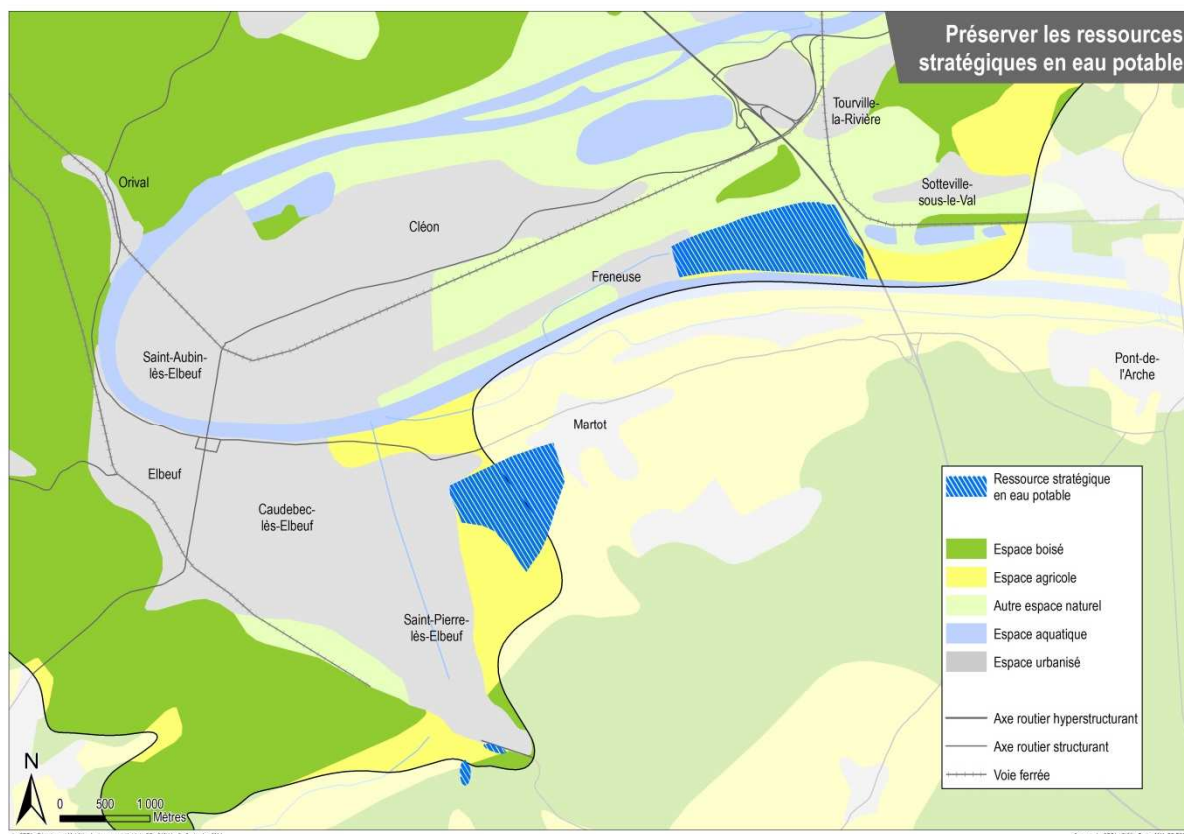 Préserver les ressources
stratégiques en eau potable
Tourville-
la-Rivière
Orival
Sotteville-
sous-le-Val
Cléon
Freneuse
Saint-Aubin-
lès-Elbeuf
Pont-de-
l'Arche
Martot
Elbeuf
Caudebec-
lès-Elbeuf
Saint-Pierre-
lès-Elbeuf
Ressource stratégique
en eau potable
Espace boisé
Espace agricole
Autre espace naturel
Espace aquatique
Espace urbanisé
Axe routier hyperstructurant
Axe routier structurant
Voie ferrée
N
0 500 1 000
Mètres